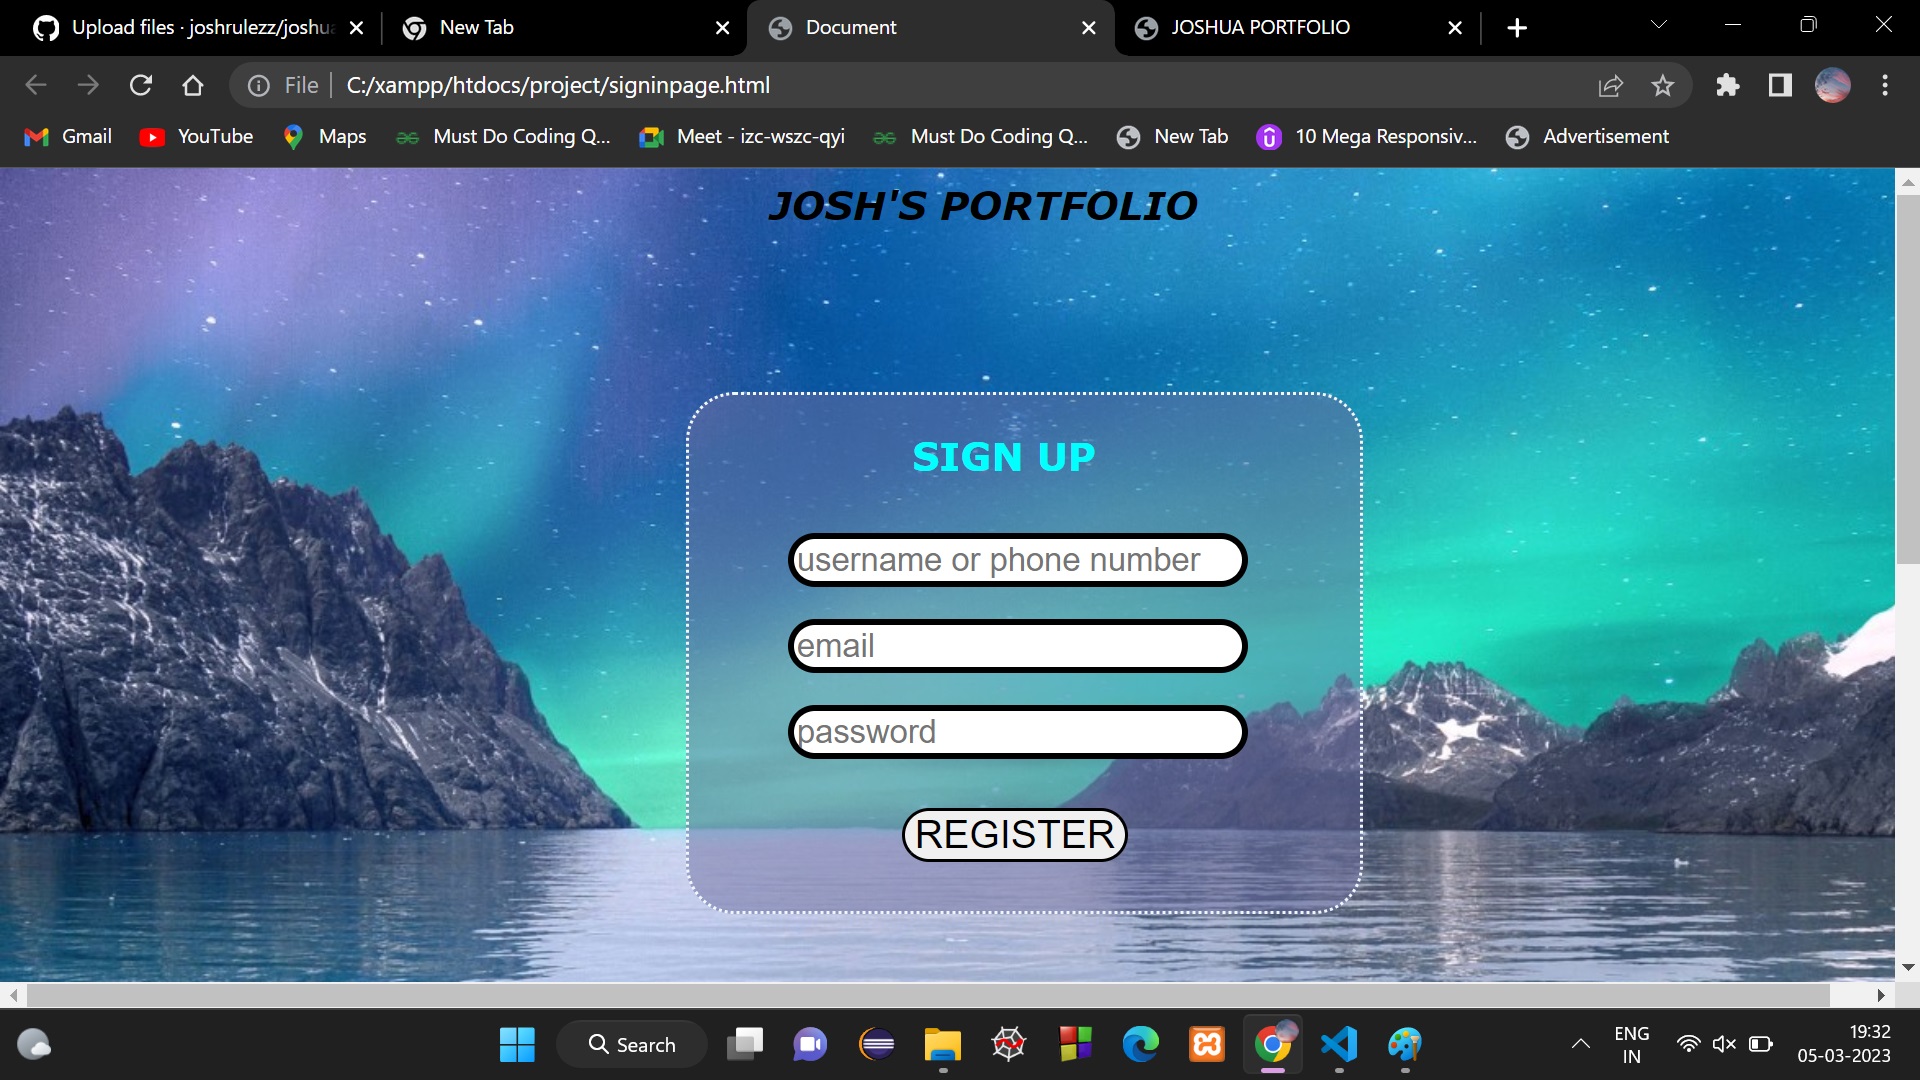 Upload files · joshrulezz/joshua
New Tab
Document
JOSHUA PORTFOLIO
File
C:/xampp/htdocs/project/signinpage.html
Gmail
YouTube
Maps
Must Do Coding Q...
Meet - izc-wszc-qyi
Must Do Coding Q...
New Tab
10 Mega Responsiv...
Advertisement
JOSH'S PORTFOLIO
SIGN UP
username or phone number
email
password
REGISTER
Search
ENG
IN
19:32
05-03-2023